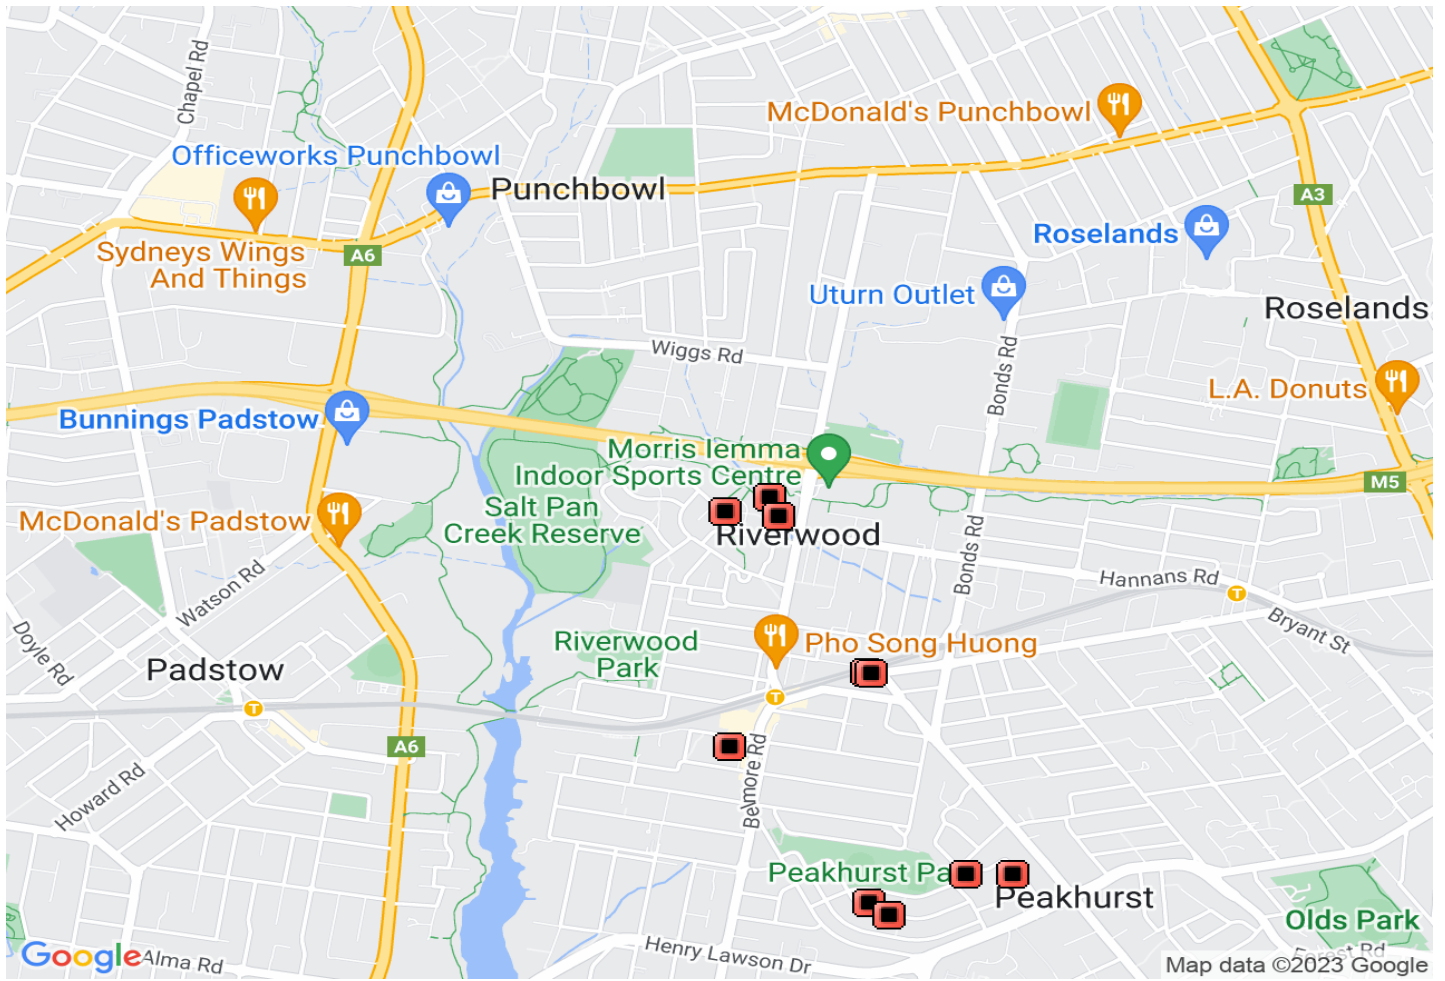 Chapel Rd
McDonald's Punchbowl
Officeworks Punchbowl
Punchbowl
A3
Roselands
Sydneys Wings
And Things
A6
Uturn Outlet
Roselands
Wiggs Rd
Bonds Rd
L.A. Donuts
Bunnings Padstow
Morris Iemma
Indoor Sports Centre
M5
Salt Pan
Creek Reserve
McDonald's Padstow
Riverwood
Bonds Rd
Watson Rd
Hannans Rd
T
Bryant St
Doyle Rd
Riverwood
Park
Pho Song Huong
Padstow
T
T
A6
Belmore Rd
Howard Rd
Peakhurst Pa
Peakhurst
Olds Park
Henry Lawson Dr
Forest Rd
Google
Alma Rd
Map data ©2023 Google